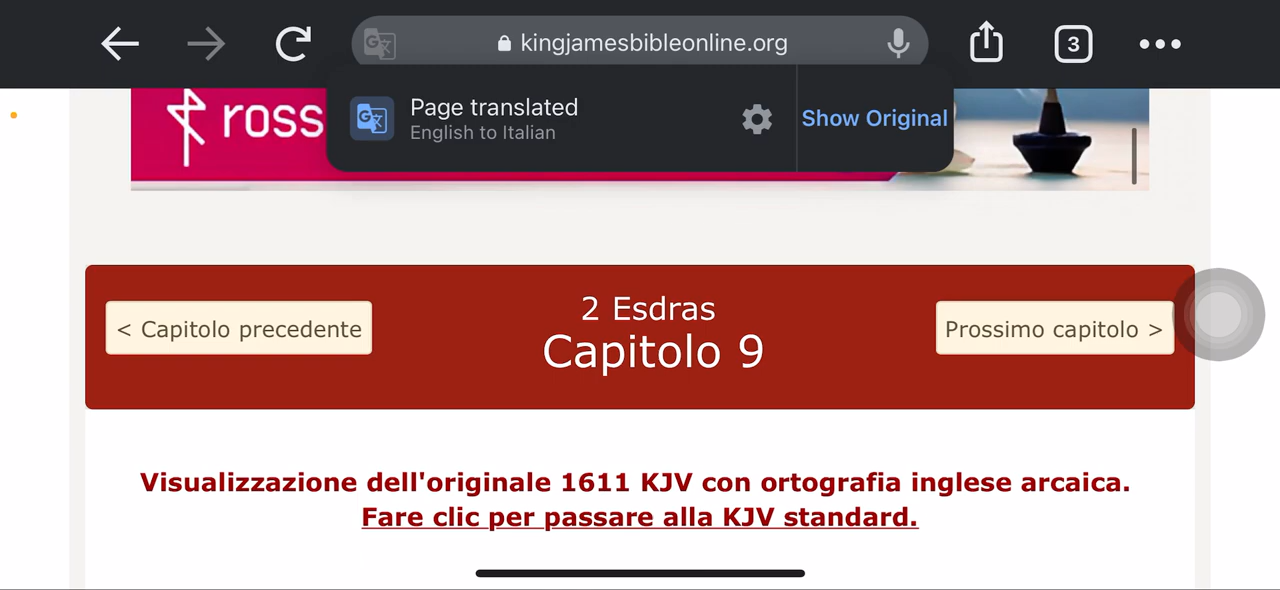 kingjamesbibleonline.org
3
ross
Page translated
English to Italian
Show Original
< Capitolo precedente
2 Esdras
Capitolo 9
Prossimo capitolo >
Visualizzazione dell'originale 1611 KJV con ortografia inglese arcaica.
Fare clic per passare alla KJV standard.